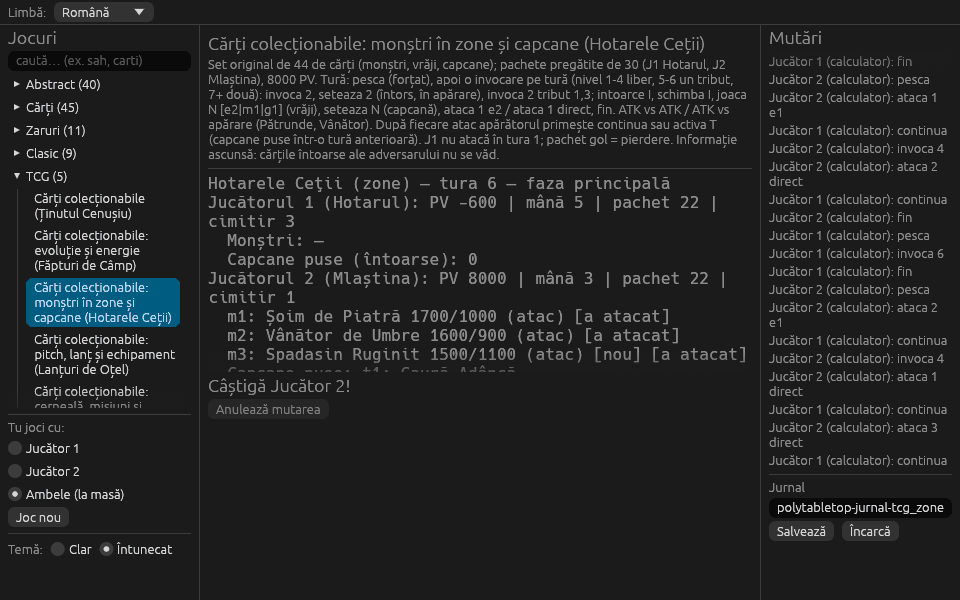 Limbă: Română
Jocuri
caută... (ex. sah, carti)
Abstract (40)
Cărți (45)
Zaruri (11)
Clasic (9)
TCG (5)
Cărți colecționabile
(Ținutul Cenușiu)
Cărți colecționabile:
evoluție și energie
(Făpturi de Câmp)
Cărți colecționabile:
monștri în zone și
capcane (Hotarele Ceții)
Cărți colecționabile:
pitch, lanț și echipament
(Lanțuri de Oțel)
Cărți colecționabile:
cerneală, misiuni și
Tu joci cu:
Jucător 1
Jucător 2
Ambele (la masă)
Joc nou
Temă: Clar Întunecat
Cărți colecționabile: monștri în zone și capcane (Hotarele Ceții)
Set original de 44 de cărți (monștri, vrăji, capcane); pachete pregătite de 30 (J1 Hotarul, J2
Mlaștina), 8000 PV. Tură: pesca (forțat), apoi o invocare pe tură (nivel 1-4 liber, 5-6 un tribut,
7+ două): invoca 2, seteaza 2 (întors, în apărare), invoca 2 tribut 1,3; intoarce I, schimba I, joaca
N [e2|m1|g1] (vrăji), seteaza N (capcană), ataca 1 e2 / ataca 1 direct, fin. ATK vs ATK / ATK vs
apărare (Pătrunde, Vânător). După fiecare atac apărătorul primește continua sau activa T
(capcane puse într-o tură anterioară). J1 nu atacă în tura 1; pachet gol = pierdere. Informație
ascunsă: cărțile întoarse ale adversarului nu se văd.
Hotarele Ceţii (zone) — tura 6 — faza principală
Jucătorul 1 (Hotarul): PV -600 | mână 5 | pachet 22 |
cimitir 3
Monștri: —
Capcane puse (întoarse): 0
Jucătorul 2 (Mlaștina): PV 8000 | mână 3 | pachet 22 |
cimitir 1
m1: Șoim de Piatră 1700/1000 (atac) [a atacat]
m2: Vânător de Umbre 1600/900 (atac) [a atacat]
m3: Spadasin Ruginit 1500/1100 (atac) [nou] [a atacat]
Capcane puse: t1: Gaură Adâncă
Câștigă Jucător 2!
Anulează mutarea
Mutări
Jucător 1 (calculator): fin
Jucător 2 (calculator): pesca
Jucător 2 (calculator): ataca 1
e1
Jucător 1 (calculator): continua
Jucător 2 (calculator): invoca 4
Jucător 2 (calculator): ataca 2
direct
Jucător 1 (calculator): continua
Jucător 2 (calculator): fin
Jucător 1 (calculator): pesca
Jucător 1 (calculator): invoca 6
Jucător 1 (calculator): fin
Jucător 2 (calculator): pesca
Jucător 2 (calculator): ataca 2
e1
Jucător 1 (calculator): continua
Jucător 2 (calculator): invoca 4
Jucător 2 (calculator): ataca 1
direct
Jucător 1 (calculator): continua
Jucător 2 (calculator): ataca 3
direct
Jucător 1 (calculator): continua
Jurnal
polytabletop-jurnal-tcg_zone
Salvează Încarcă